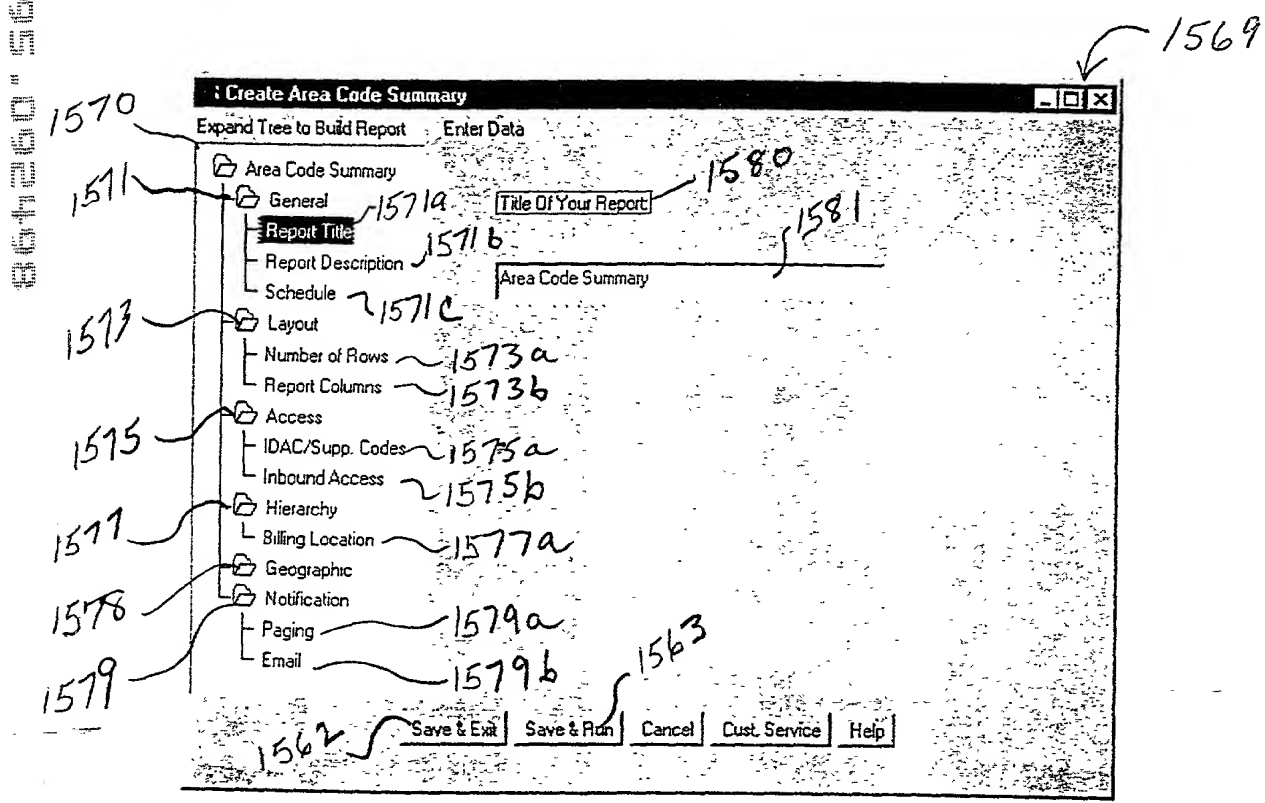 1569
Create Area Code Summary
1570
Expand Tree to Build Report Enter Data
Area Code Summary
1580
1571
General
1571a
Title Of Your Report
1581
Report Title
1571b
Report Description
Area Code Summary
Schedule
1571C
1573
Layout
Number of Rows
1573a
Report Columns
1573b
1575
Access
IDAC/Supp. Codes
1575a
Inbound Access
1575b
1577
Hierarchy
Billing Location
1577a
1578
Geographic
1579
Notification
Paging
1579a
Email
1579b
1563
1562
Save & Exit Save & Run Cancel Cust. Service Help